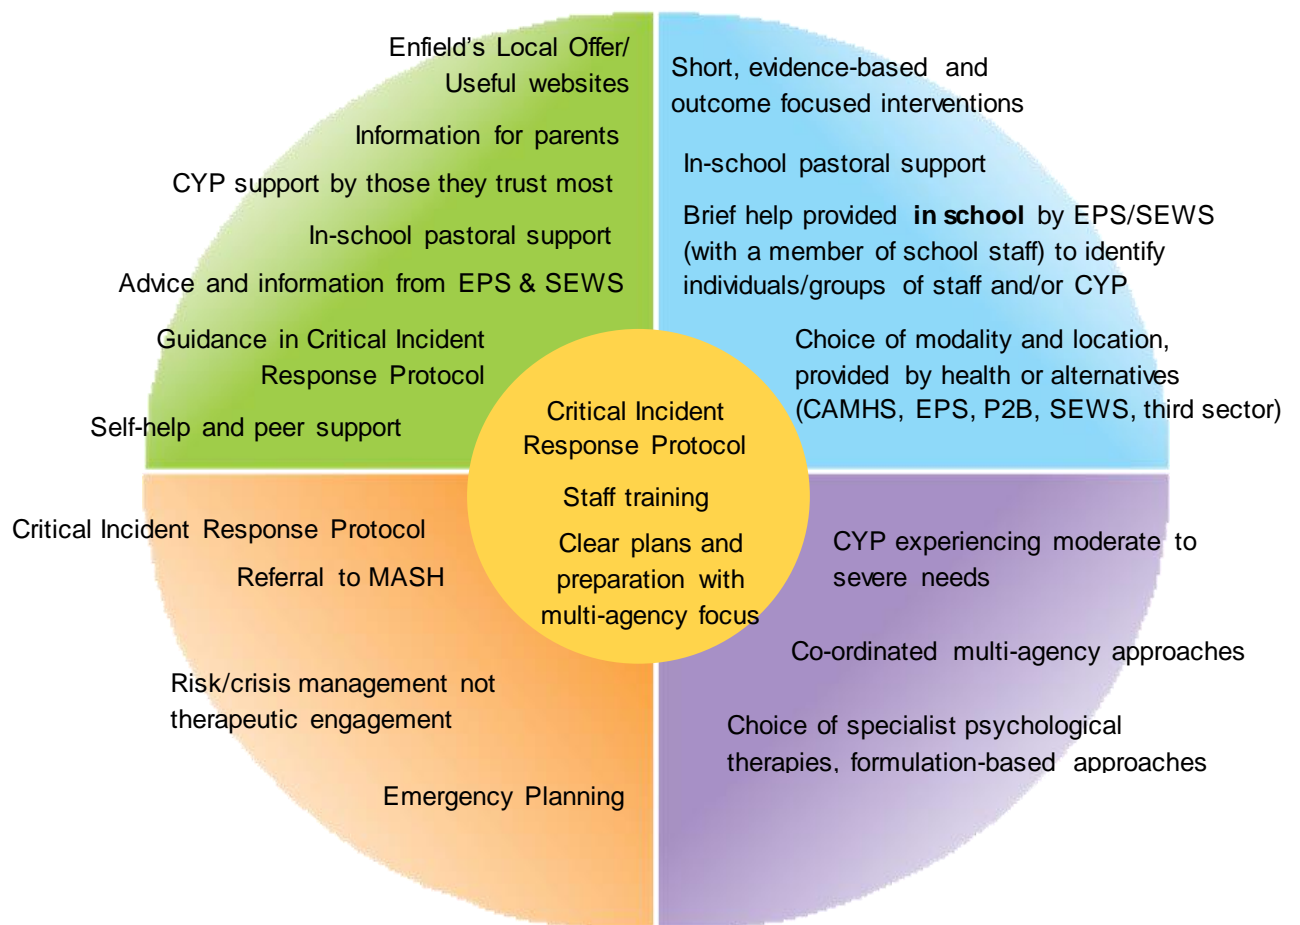 Enfield's Local Offer/
Useful websites
Information for parents
CYP support by those they trust most
In-school pastoral support
Advice and information from EPS & SEWS
Guidance in Critical Incident
Response Protocol
Self-help and peer support
Short, evidence-based and
outcome focused interventions
In-school pastoral support
Brief help provided in school by EPS/SEWS
(with a member of school staff) to identify
individuals/groups of staff and/or CYP
Choice of modality and location,
provided by health or alternatives
(CAMHS, EPS, P2B, SEWS, third sector)
Critical Incident
Response Protocol
Staff training
Clear plans and
preparation with
multi-agency focus
Critical Incident Response Protocol
Referral to MASH
Risk/crisis management not
therapeutic engagement
Emergency Planning
CYP experiencing moderate to
severe needs
Co-ordinated multi-agency approaches
Choice of specialist psychological
therapies, formulation-based approaches